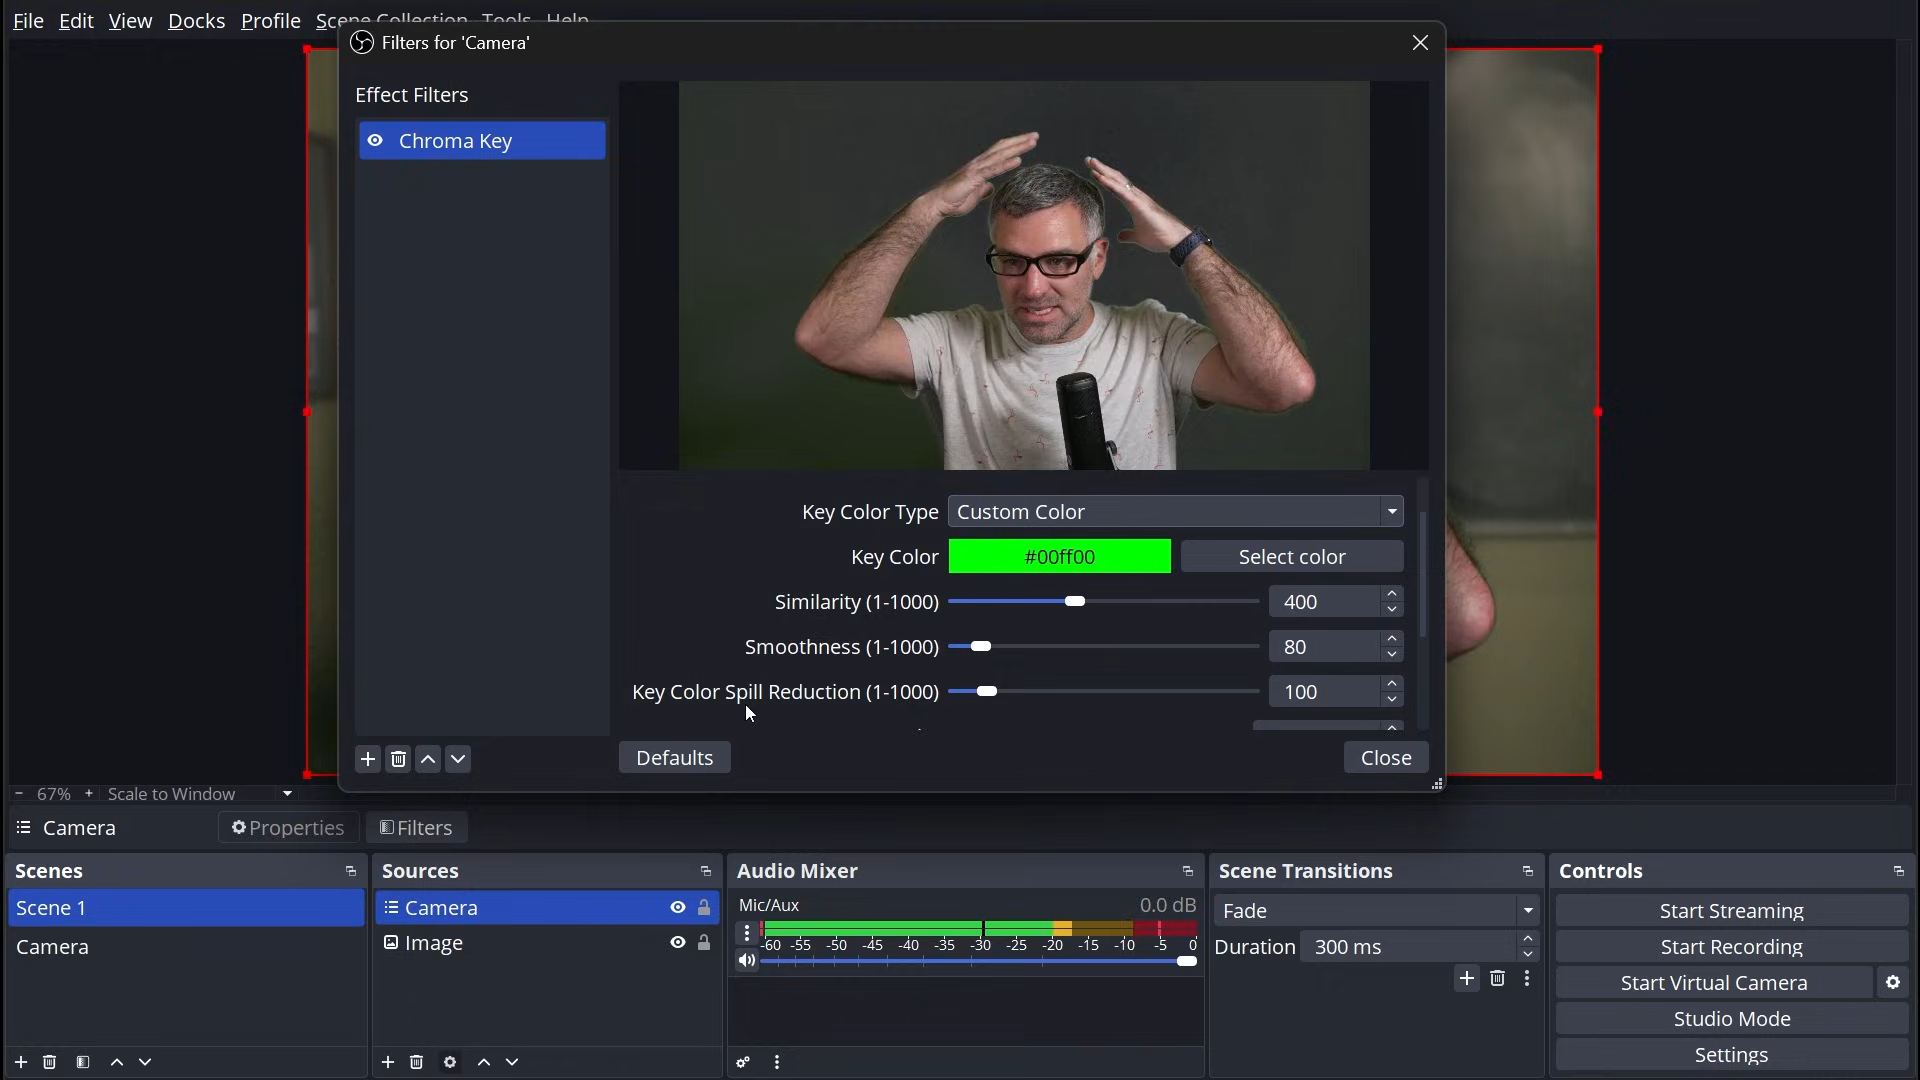 File Edit View Docks Profile Scene Collection Tools Help
Filters for 'Camera'
Effect Filters
Chroma Key
Key Color Type Custom Color
Key Color #00ff00 Select color
Similarity (1-1000) 400
Smoothness (1-1000) 80
Key Color Spill Reduction (1-1000) 100
Defaults Close
- 67% + Scale to Window
Camera Properties Filters
Scenes
Scene 1
Camera
Sources
Camera
Image
Audio Mixer
Mic/Aux 0.0 dB
-60 -55 -50 -45 -40 -35 -30 -25 -20 -15 -10 -5 0
Scene Transitions
Fade
Duration 300 ms
Controls
Start Streaming
Start Recording
Start Virtual Camera
Studio Mode
Settings